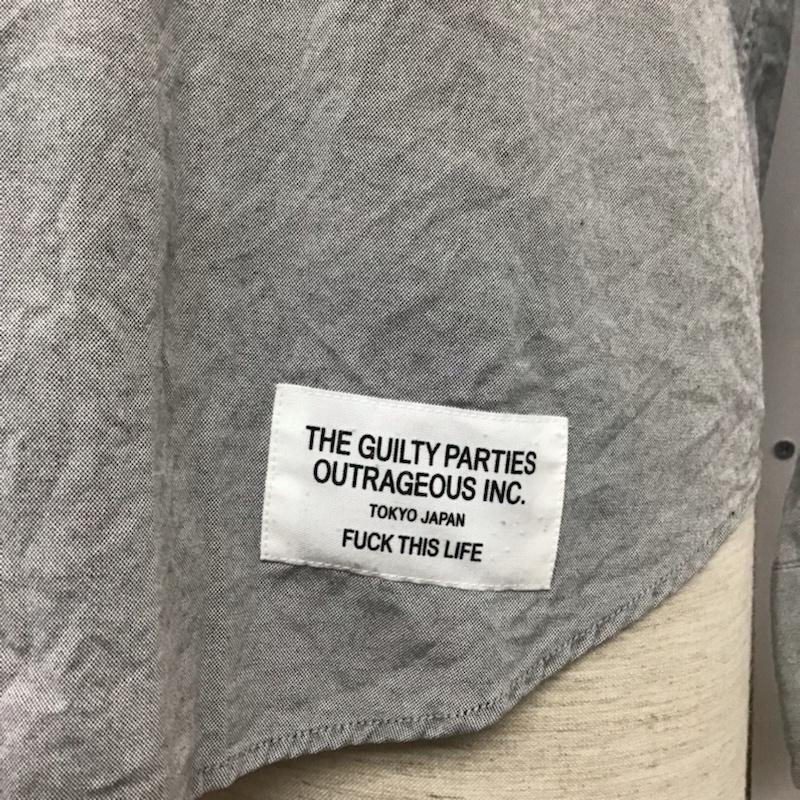 THE GUILTY PARTIES
OUTRAGEOUS INC.
TOKYO JAPAN
FUCK THIS LIFE